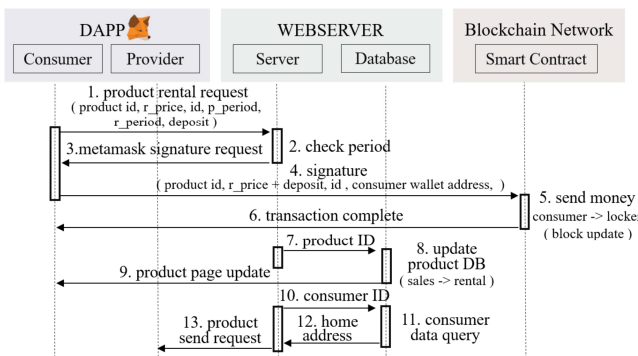 DAPP
WEBSERVER
Blockchain Network
Consumer
Provider
Server
Database
Smart Contract
1. product rental request
( product id, r_price, id, p_period,
r_period, deposit )
3.metamask signature request
2. check period
4. signature
( product id, r_price + deposit, id , consumer wallet address, )
5. send money
consumer -> locke
( block update )
6. transaction complete
7. product ID
8. update
product DB
( sales -> rental )
9. product page update
10. consumer ID
13. product
send request
12. home
address
11. consumer
data query